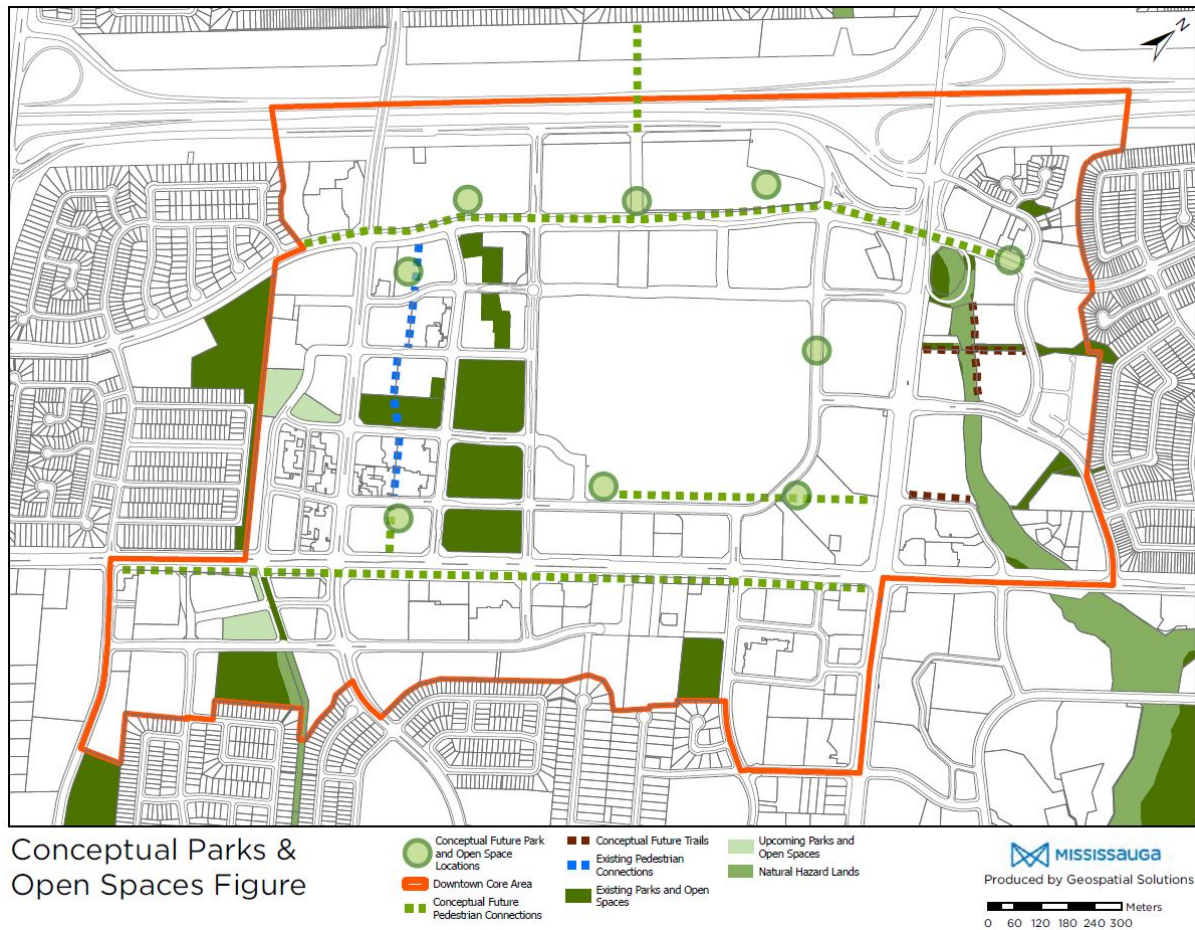 N
Conceptual Parks &
Open Spaces Figure
Conceptual Future Park
and Open Space
Locations
Downtown Core Area
Conceptual Future
Pedestrian Connections
Conceptual Future Trails
Existing Pedestrian
Connections
Existing Parks and Open
Spaces
Upcoming Parks and
Open Spaces
Natural Hazard Lands
MISSISSAUGA
Produced by Geospatial Solutions
Meters
0 60 120 180 240 300